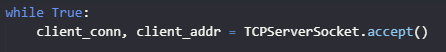 while True:
    client_conn, client_addr = TCPServerSocket.accept()